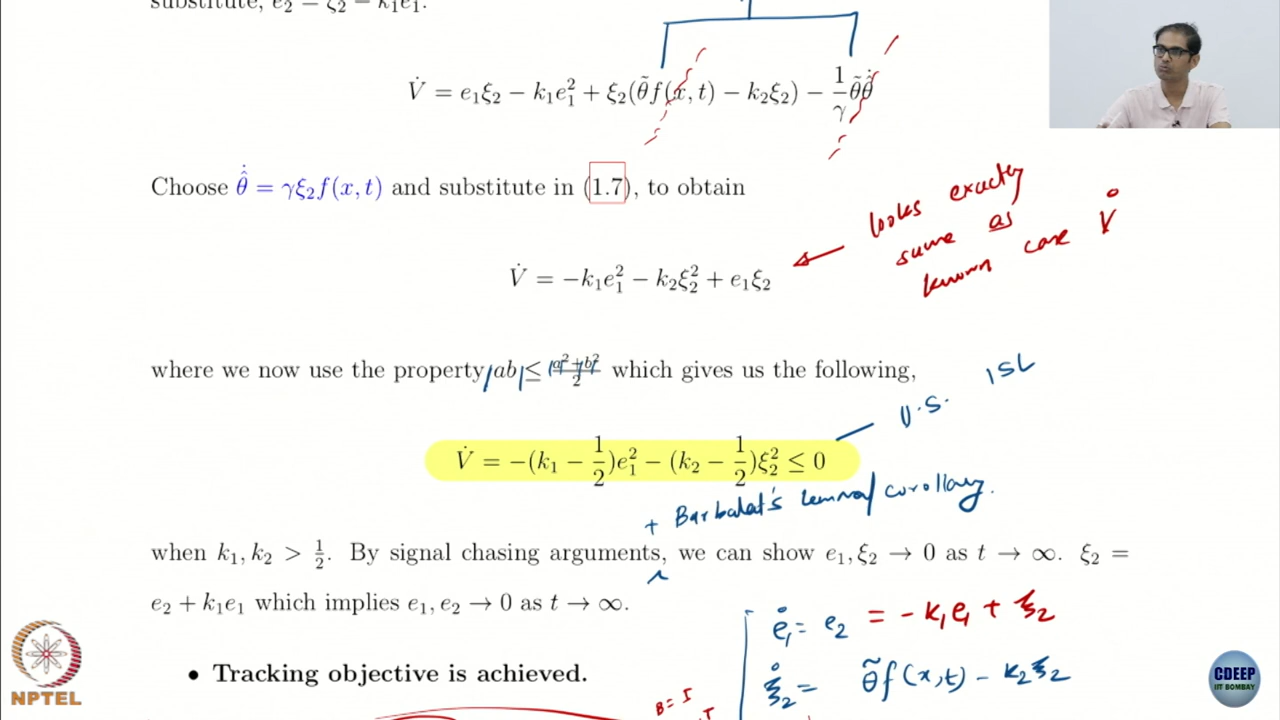 substitute, e₂ = ξ₂ − k₁e₁.
V̇ = e₁ξ₂ − k₁e₁² + ξ₂(θ̃f(x, t) − k₂ξ₂) − 1/γ θ̃θ̂̇
Choose θ̂̇ = γξ₂f(x, t) and substitute in (1.7), to obtain
looks exactly
same as
known case V̇
V̇ = −k₁e₁² − k₂ξ₂² + e₁ξ₂
where we now use the property |ab| ≤ (|a|² + |b|²)/2 which gives us the following,
U.S. ISL
V̇ = −(k₁ − 1/2)e₁² − (k₂ − 1/2)ξ₂² ≤ 0
+ Barbalat's lemma/corollary.
when k₁, k₂ > 1/2. By signal chasing arguments, we can show e₁, ξ₂ → 0 as t → ∞. ξ₂ =
e₂ + k₁e₁ which implies e₁, e₂ → 0 as t → ∞.
ė₁ = e₂ = −k₁e₁ + ξ₂
• Tracking objective is achieved.
ξ̇₂ = θ̃f(x,t) − k₂ξ₂
NPTEL
CDEEP
IIT BOMBAY